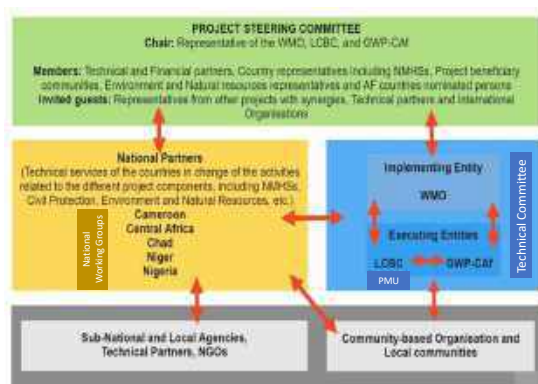 PROJECT STEERING COMMITTEE
Chair: Representative of the WMO, LCBC, and GWP-CAf
Members: Technical and Financial partners, Country representatives including NMHSs, Project beneficiary
communities, Environment and Natural resources representatives and AF countries nominated persons
Invited guests: Representatives from other projects with synergies, Technical partners and International
Organisations
National Partners
(Technical services of the countries in change of the activities
related to the different project components, including NMHSs,
Civil Protection, Environment and Natural Resources, etc.)
Cameroon
Central Africa
Chad
Niger
Nigeria
National
Working Groups
Implementing Entity
WMO
Executing Entities
LCBC
GWP-CAf
PMU
Technical Committee
Sub-National and Local Agencies,
Technical Partners, NGOs
Community-based Organisation and
Local communities